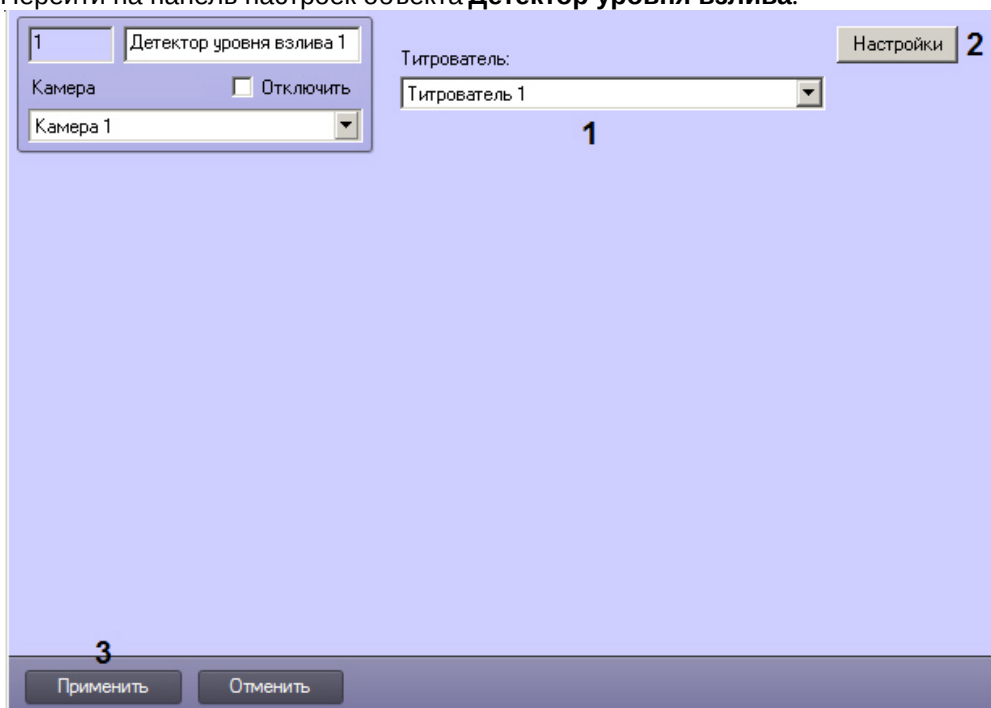 Перейти на панель настроек объекта Детектор уровня взлива.
1 Детектор уровня взлива 1
Камера Отключить
Камера 1
Титрователь:
Титрователь 1
1
Настройки 2
3
Применить Отменить